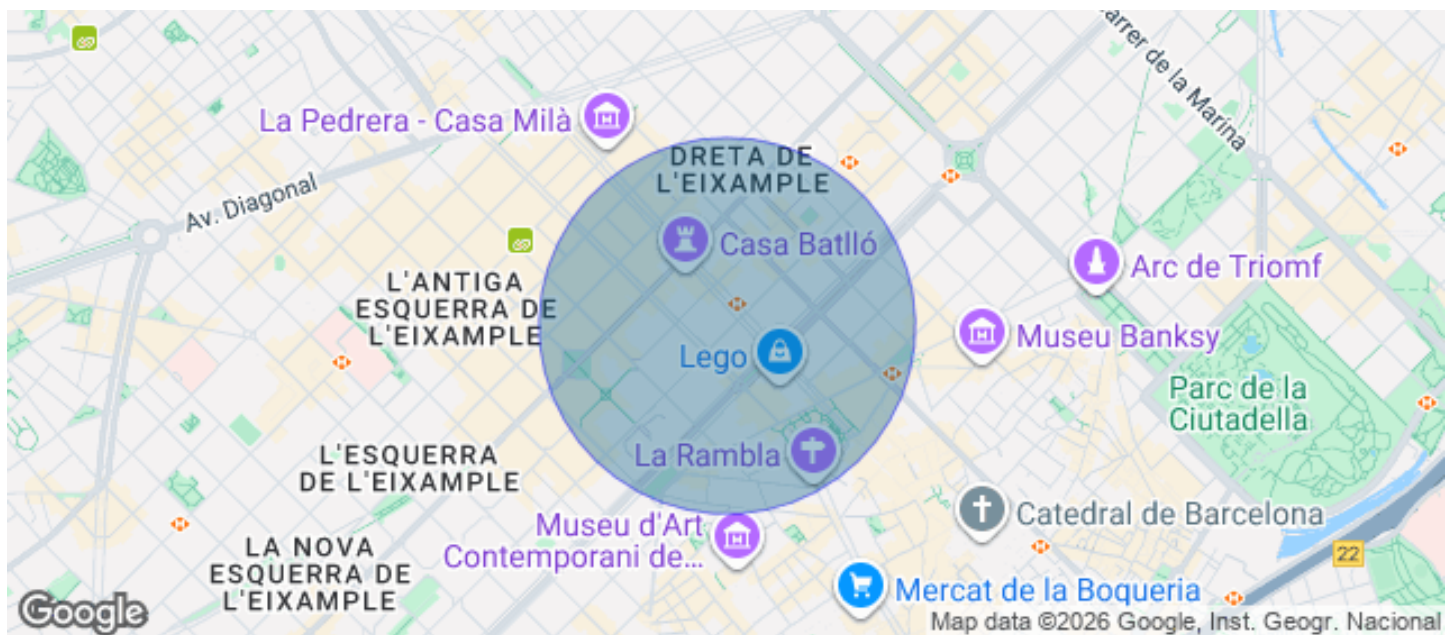 arrer de la Marina
La Pedrera - Casa Milà
DRETA DE
L'EIXAMPLE
Av. Diagonal
Casa Batlló
Arc de Triomf
L'ANTIGA
ESQUERRA DE
L'EIXAMPLE
Museu Banksy
Lego
Parc de la
Ciutadella
La Rambla
L'ESQUERRA
DE L'EIXAMPLE
Museu d'Art
Contemporani de...
Catedral de Barcelona
LA NOVA
ESQUERRA DE
L'EIXAMPLE
22
Mercat de la Boqueria
Google
Map data ©2026 Google, Inst. Geogr. Nacional